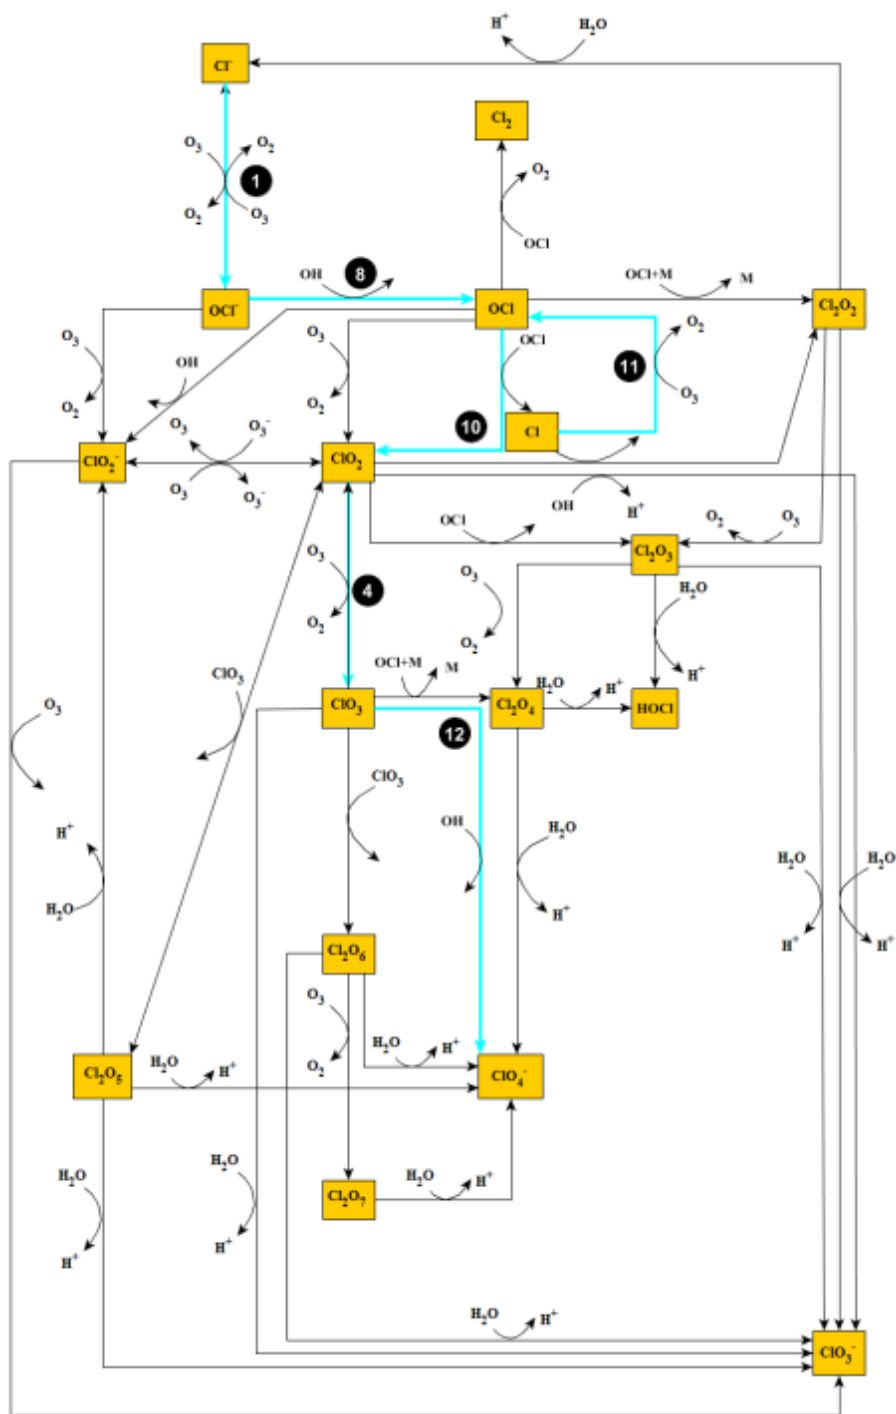 H⁺ H₂O
Cl⁻
Cl₂
O₃ O₂
1
O₂ O₃
O₂
OCl
OH 8
OCl+M M
OCl⁻ OCl Cl₂O₂
O₃ OH O₃ OCl O₂
11
O₂ O₂ O₃
O₃ O₃⁻ 10 Cl
ClO₂⁻ ClO₂
O₃ O₃⁻ OH H⁺
OCl O₂ O₃
Cl₂O₃
O₃ O₃ H₂O
4
O₂ O₂
OCl+M M H₂O H⁺ H⁺
ClO₃
O₃ ClO₃ Cl₂O₄ HOCl
12
ClO₃
OH H₂O
H⁺ H₂O H₂O
H₂O H⁺ H⁺ H⁺
Cl₂O₆
O₃
H₂O H⁺
O₂
Cl₂O₅ H₂O H⁺ ClO₄⁻
H₂O H₂O H₂O H⁺
Cl₂O₇
H⁺ H⁺
H₂O H⁺
ClO₃⁻